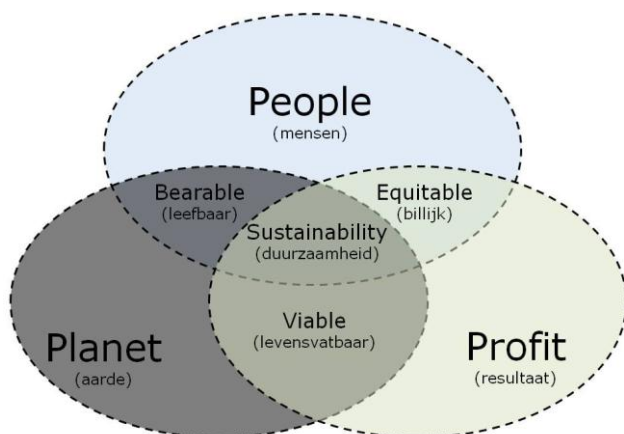 People
(mensen)
Bearable
(leefbaar)
Equitable
(billijk)
Sustainability
(duurzaamheid)
Viable
(levensvatbaar)
Planet
(aarde)
Profit
(resultaat)